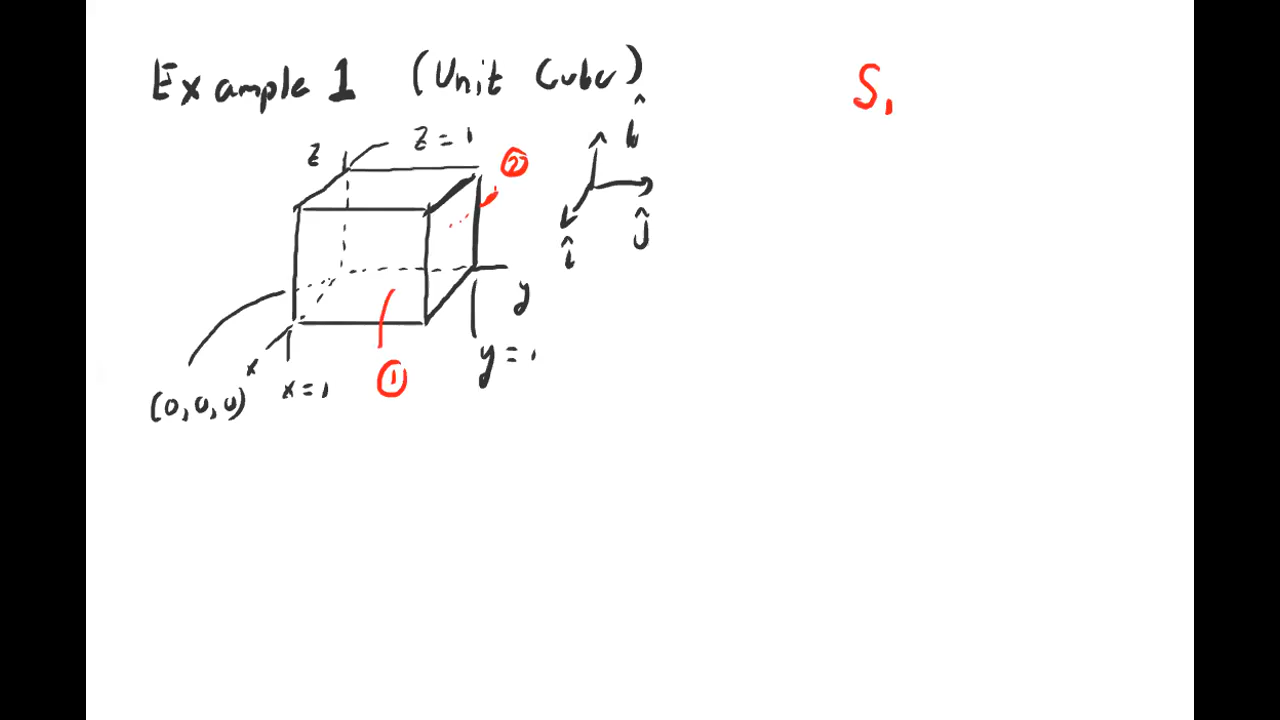 Example 1 (Unit Cube)
S₁
z
z = 1
②
k̂
ĵ
î
y
y = 1
x
x = 1
①
(0, 0, 0)